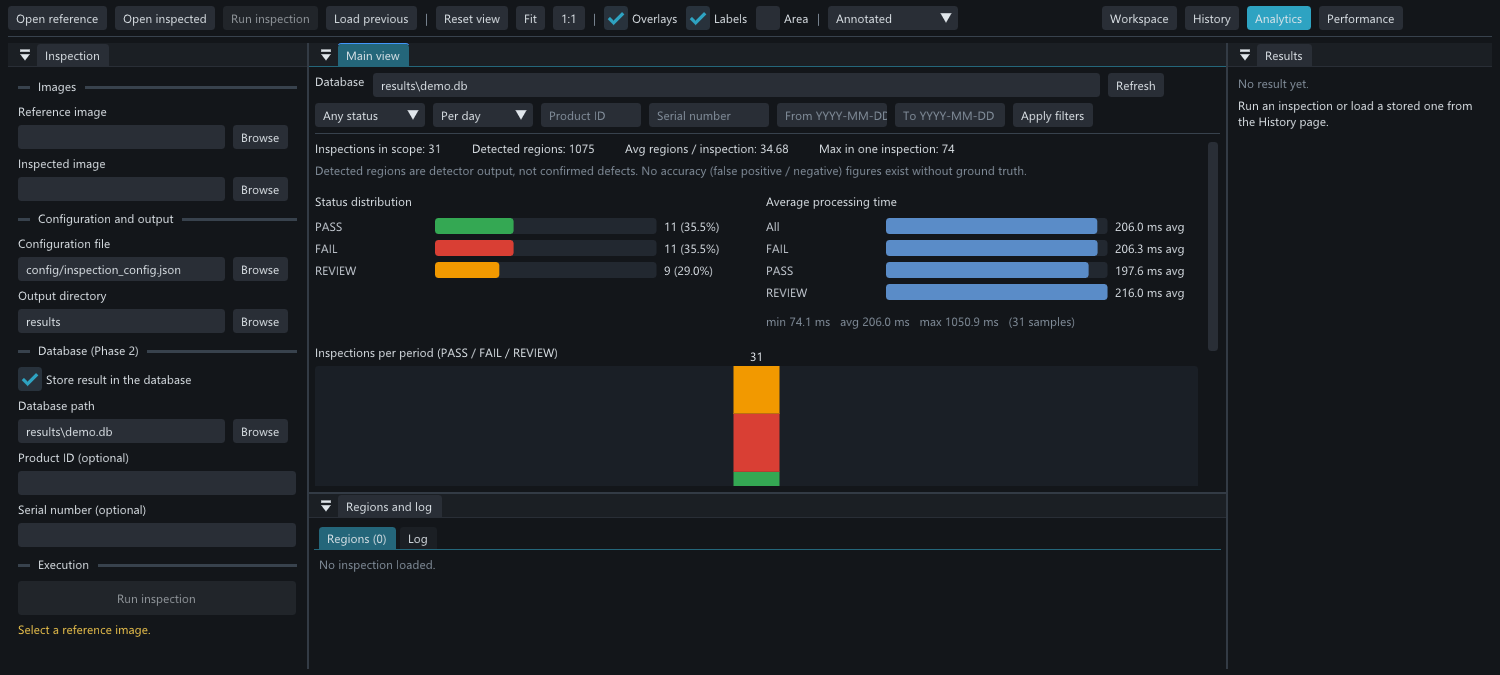 Open reference Open inspected Run inspection Load previous | Reset view Fit 1:1 | Overlays Labels Area | Annotated Workspace History Analytics Performance
Inspection
Images
Reference image
Browse
Inspected image
Browse
Configuration and output
Configuration file
config/inspection_config.json Browse
Output directory
results Browse
Database (Phase 2)
Store result in the database
Database path
results\demo.db Browse
Product ID (optional)
Serial number (optional)
Execution
Run inspection
Select a reference image.
Main view
Database results\demo.db Refresh
Any status Per day Product ID Serial number From YYYY-MM-DD To YYYY-MM-DD Apply filters
Inspections in scope: 31 Detected regions: 1075 Avg regions / inspection: 34.68 Max in one inspection: 74
Detected regions are detector output, not confirmed defects. No accuracy (false positive / negative) figures exist without ground truth.
Status distribution
PASS 11 (35.5%)
FAIL 11 (35.5%)
REVIEW 9 (29.0%)
Average processing time
All 206.0 ms avg
FAIL 206.3 ms avg
PASS 197.6 ms avg
REVIEW 216.0 ms avg
min 74.1 ms avg 206.0 ms max 1050.9 ms (31 samples)
Inspections per period (PASS / FAIL / REVIEW)
31
Regions and log
Regions (0) Log
No inspection loaded.
Results
No result yet.
Run an inspection or load a stored one from
the History page.